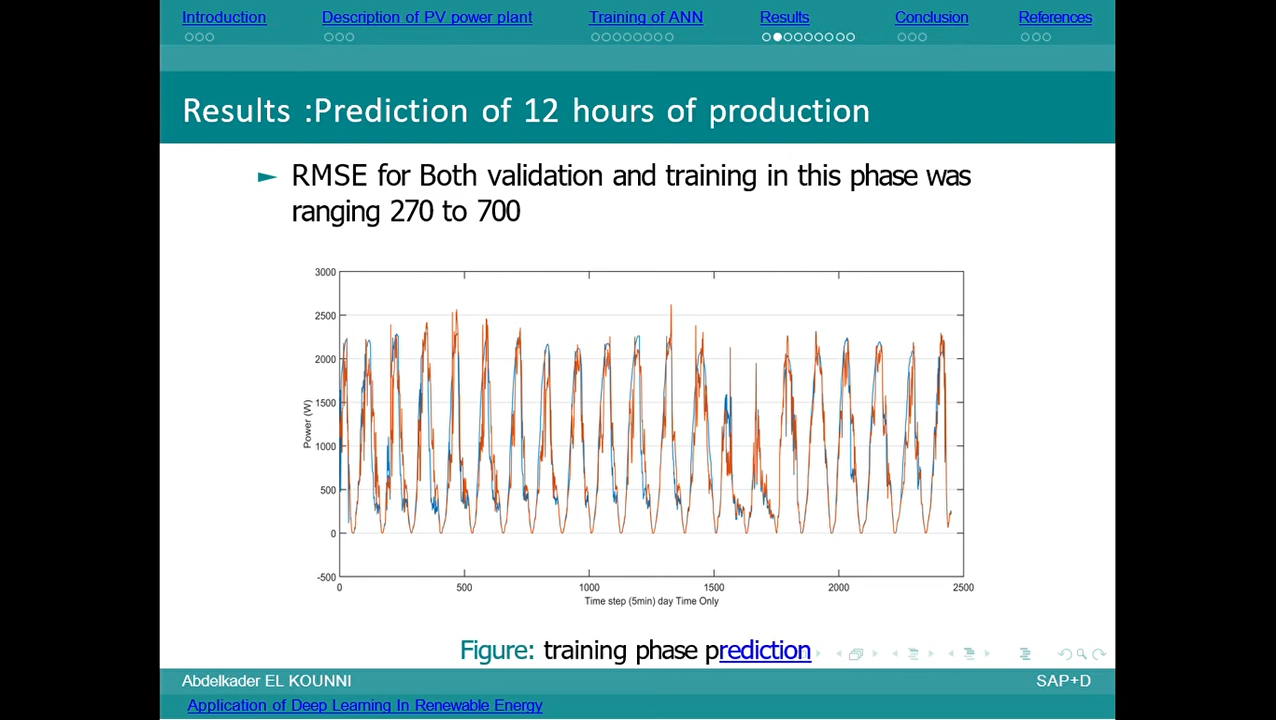 Introduction Description of PV power plant Training of ANN Results Conclusion References
Results :Prediction of 12 hours of production
► RMSE for Both validation and training in this phase was
ranging 270 to 700
3000
2500
2000
1500
1000
500
0
-500
Power (W)
0 500 1000 1500 2000 2500
Time step (5min) day Time Only
Figure: training phase prediction
Abdelkader EL KOUNNI SAP+D
Application of Deep Learning In Renewable Energy